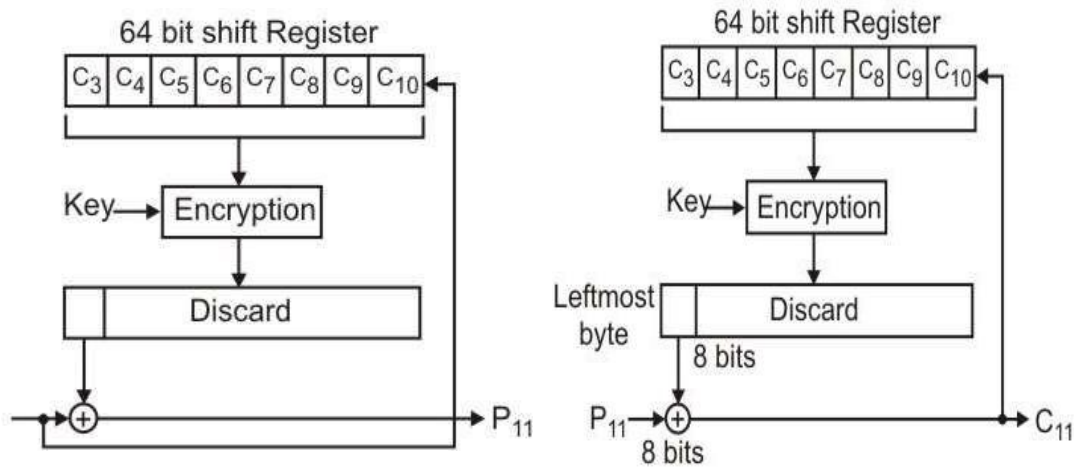 64 bit shift Register
C3 C4 C5 C6 C7 C8 C9 C10
Key
Encryption
Discard
+
P11
64 bit shift Register
C3 C4 C5 C6 C7 C8 C9 C10
Key
Encryption
Leftmost
byte
Discard
8 bits
P11
+
8 bits
C11